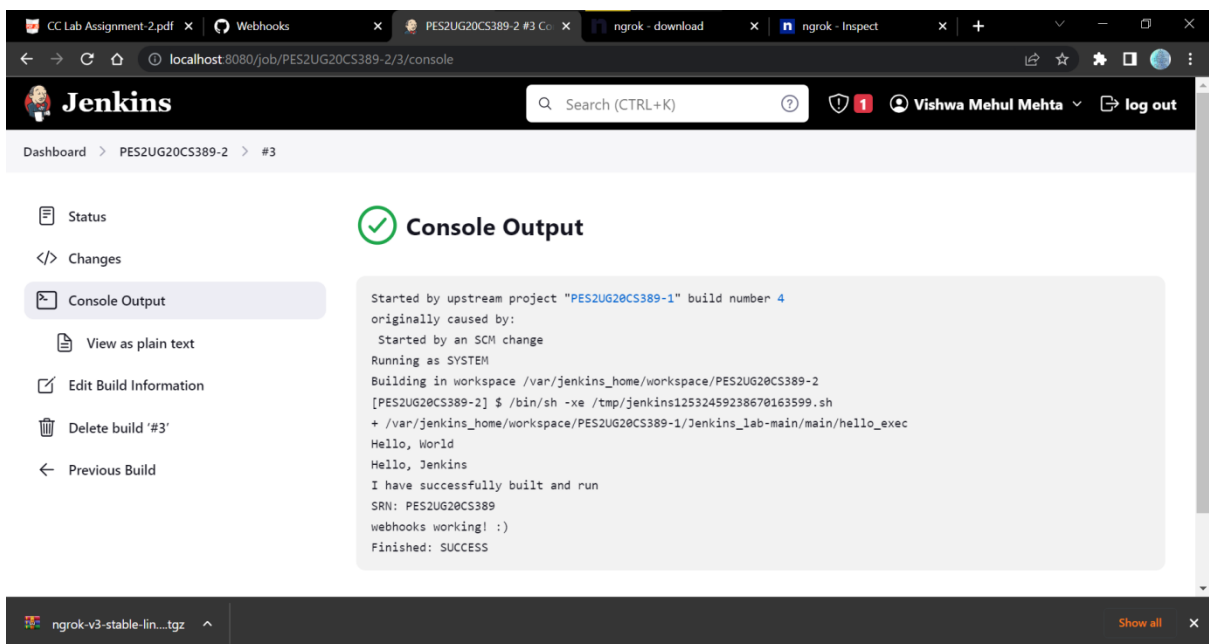 CC Lab Assignment-2.pdf
Webhooks
PES2UG20CS389-2 #3 Co
ngrok - download
ngrok - Inspect
localhost:8080/job/PES2UG20CS389-2/3/console
Jenkins
Search (CTRL+K)
1
Vishwa Mehul Mehta
log out
Dashboard > PES2UG20CS389-2 > #3
Status
Changes
Console Output
View as plain text
Edit Build Information
Delete build '#3'
Previous Build
Console Output
Started by upstream project "PES2UG20CS389-1" build number 4
originally caused by:
Started by an SCM change
Running as SYSTEM
Building in workspace /var/jenkins_home/workspace/PES2UG20CS389-2
[PES2UG20CS389-2] $ /bin/sh -xe /tmp/jenkins12532459238670163599.sh
+ /var/jenkins_home/workspace/PES2UG20CS389-1/Jenkins_lab-main/main/hello_exec
Hello, World
Hello, Jenkins
I have successfully built and run
SRN: PES2UG20CS389
webhooks working! :)
Finished: SUCCESS
ngrok-v3-stable-lin....tgz
Show all